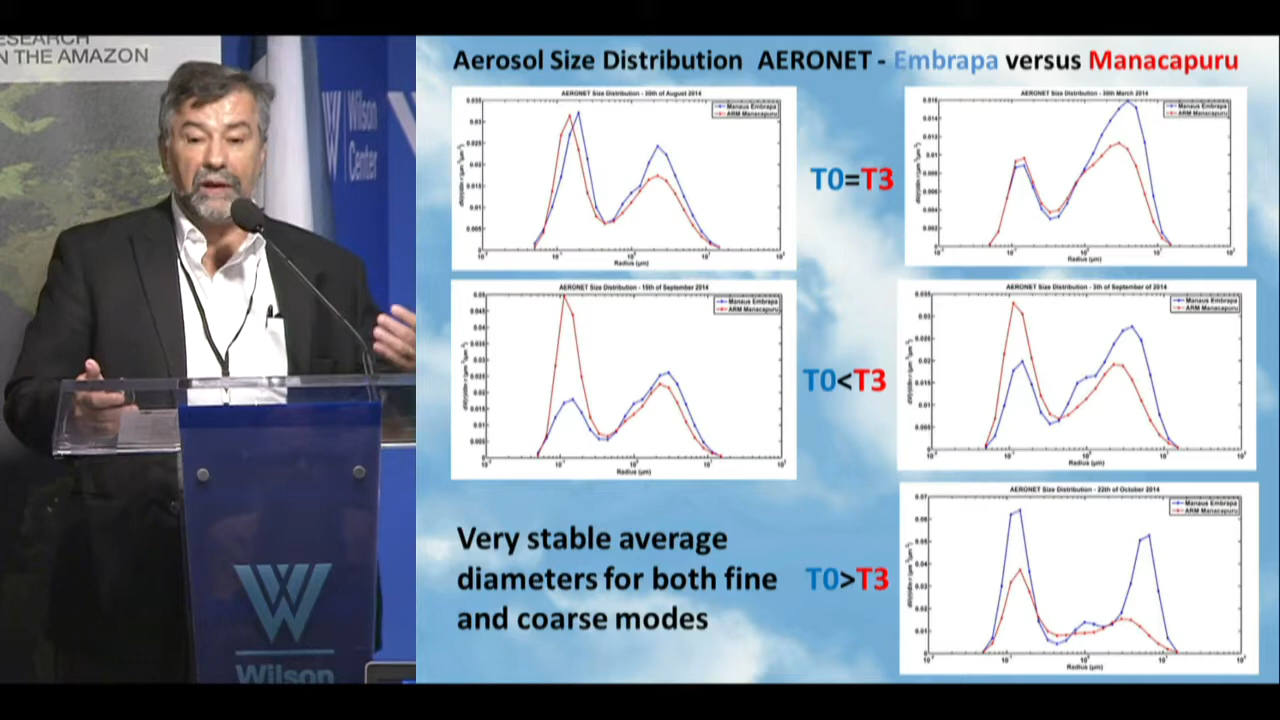 ESEARCH
N THE AMAZON
Wilson
Center
Wilson
Aerosol Size Distribution AERONET - Embrapa versus Manacapuru
AERONET Size Distribution - 30th of August 2014
Manaus Embrapa
ARM Manacapuru
Radius (µm)
T0=T3
AERONET Size Distribution - 30th March 2014
Manaus Embrapa
ARM Manacapuru
Radius (µm)
AERONET Size Distribution - 15th of September 2014
Manaus Embrapa
ARM Manacapuru
Radius (µm)
T0<T3
AERONET Size Distribution - 5th of September of 2014
Manaus Embrapa
ARM Manacapuru
Radius (µm)
Very stable average
diameters for both fine
and coarse modes
T0>T3
AERONET Size Distribution - 22th of October 2014
Manaus Embrapa
ARM Manacapuru
Radius (µm)